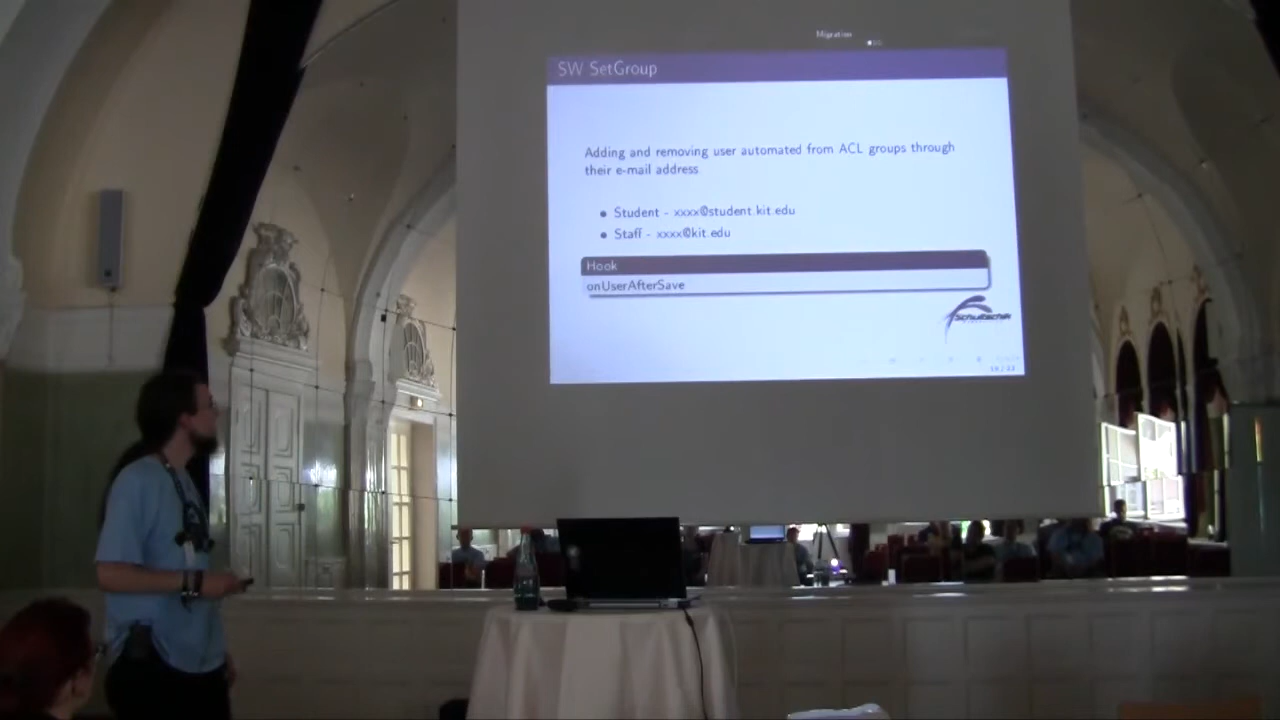 Migration
SW SetGroup
Adding and removing user automated from ACL groups through
their e-mail address
Student - xxxx@student.kit.edu
Staff - xxxx@kit.edu
Hook
onUserAfterSave